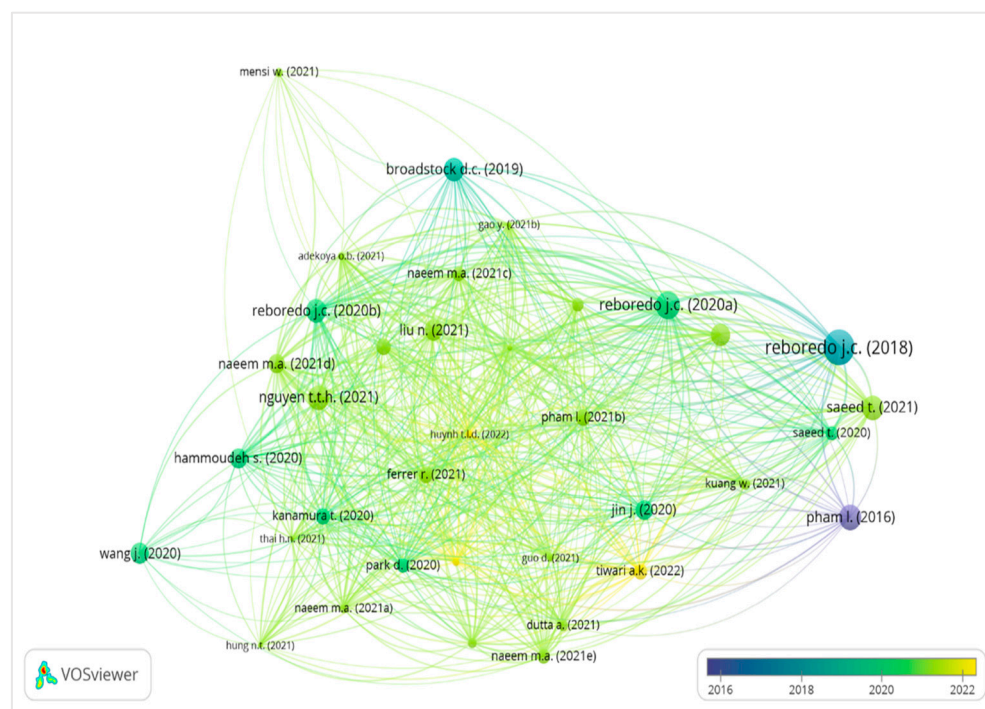 mensi w. (2021)
broadstock d.c. (2019)
gao y. (2021b)
adekoya o.b. (2021)
naeem m.a. (2021c)
reboredo j.c. (2020b)
reboredo j.c. (2020a)
liu n. (2021)
reboredo j.c. (2018)
naeem m.a. (2021d)
nguyen t.t.h. (2021)
saeed t. (2021)
pham l. (2021b)
huynh t.l.d. (2022)
saeed t. (2020)
hammoudeh s. (2020)
ferrer r. (2021)
kuang w. (2021)
kanamura t. (2020)
jin j. (2020)
pham l. (2016)
thai h.n. (2021)
wang j. (2020)
park d. (2020)
guo d. (2021)
tiwari a.k. (2022)
naeem m.a. (2021a)
dutta a. (2021)
hung n.t. (2021)
naeem m.a. (2021e)
VOSviewer
2016 2018 2020 2022